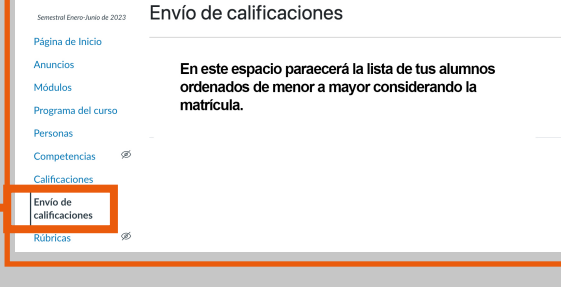 Semestral Enero-Junio de 2023
Envío de calificaciones
Página de Inicio
Anuncios
Módulos
Programa del curso
Personas
Competencias
Calificaciones
Envío de
calificaciones
Rúbricas
En este espacio paraecerá la lista de tus alumnos
ordenados de menor a mayor considerando la
matrícula.